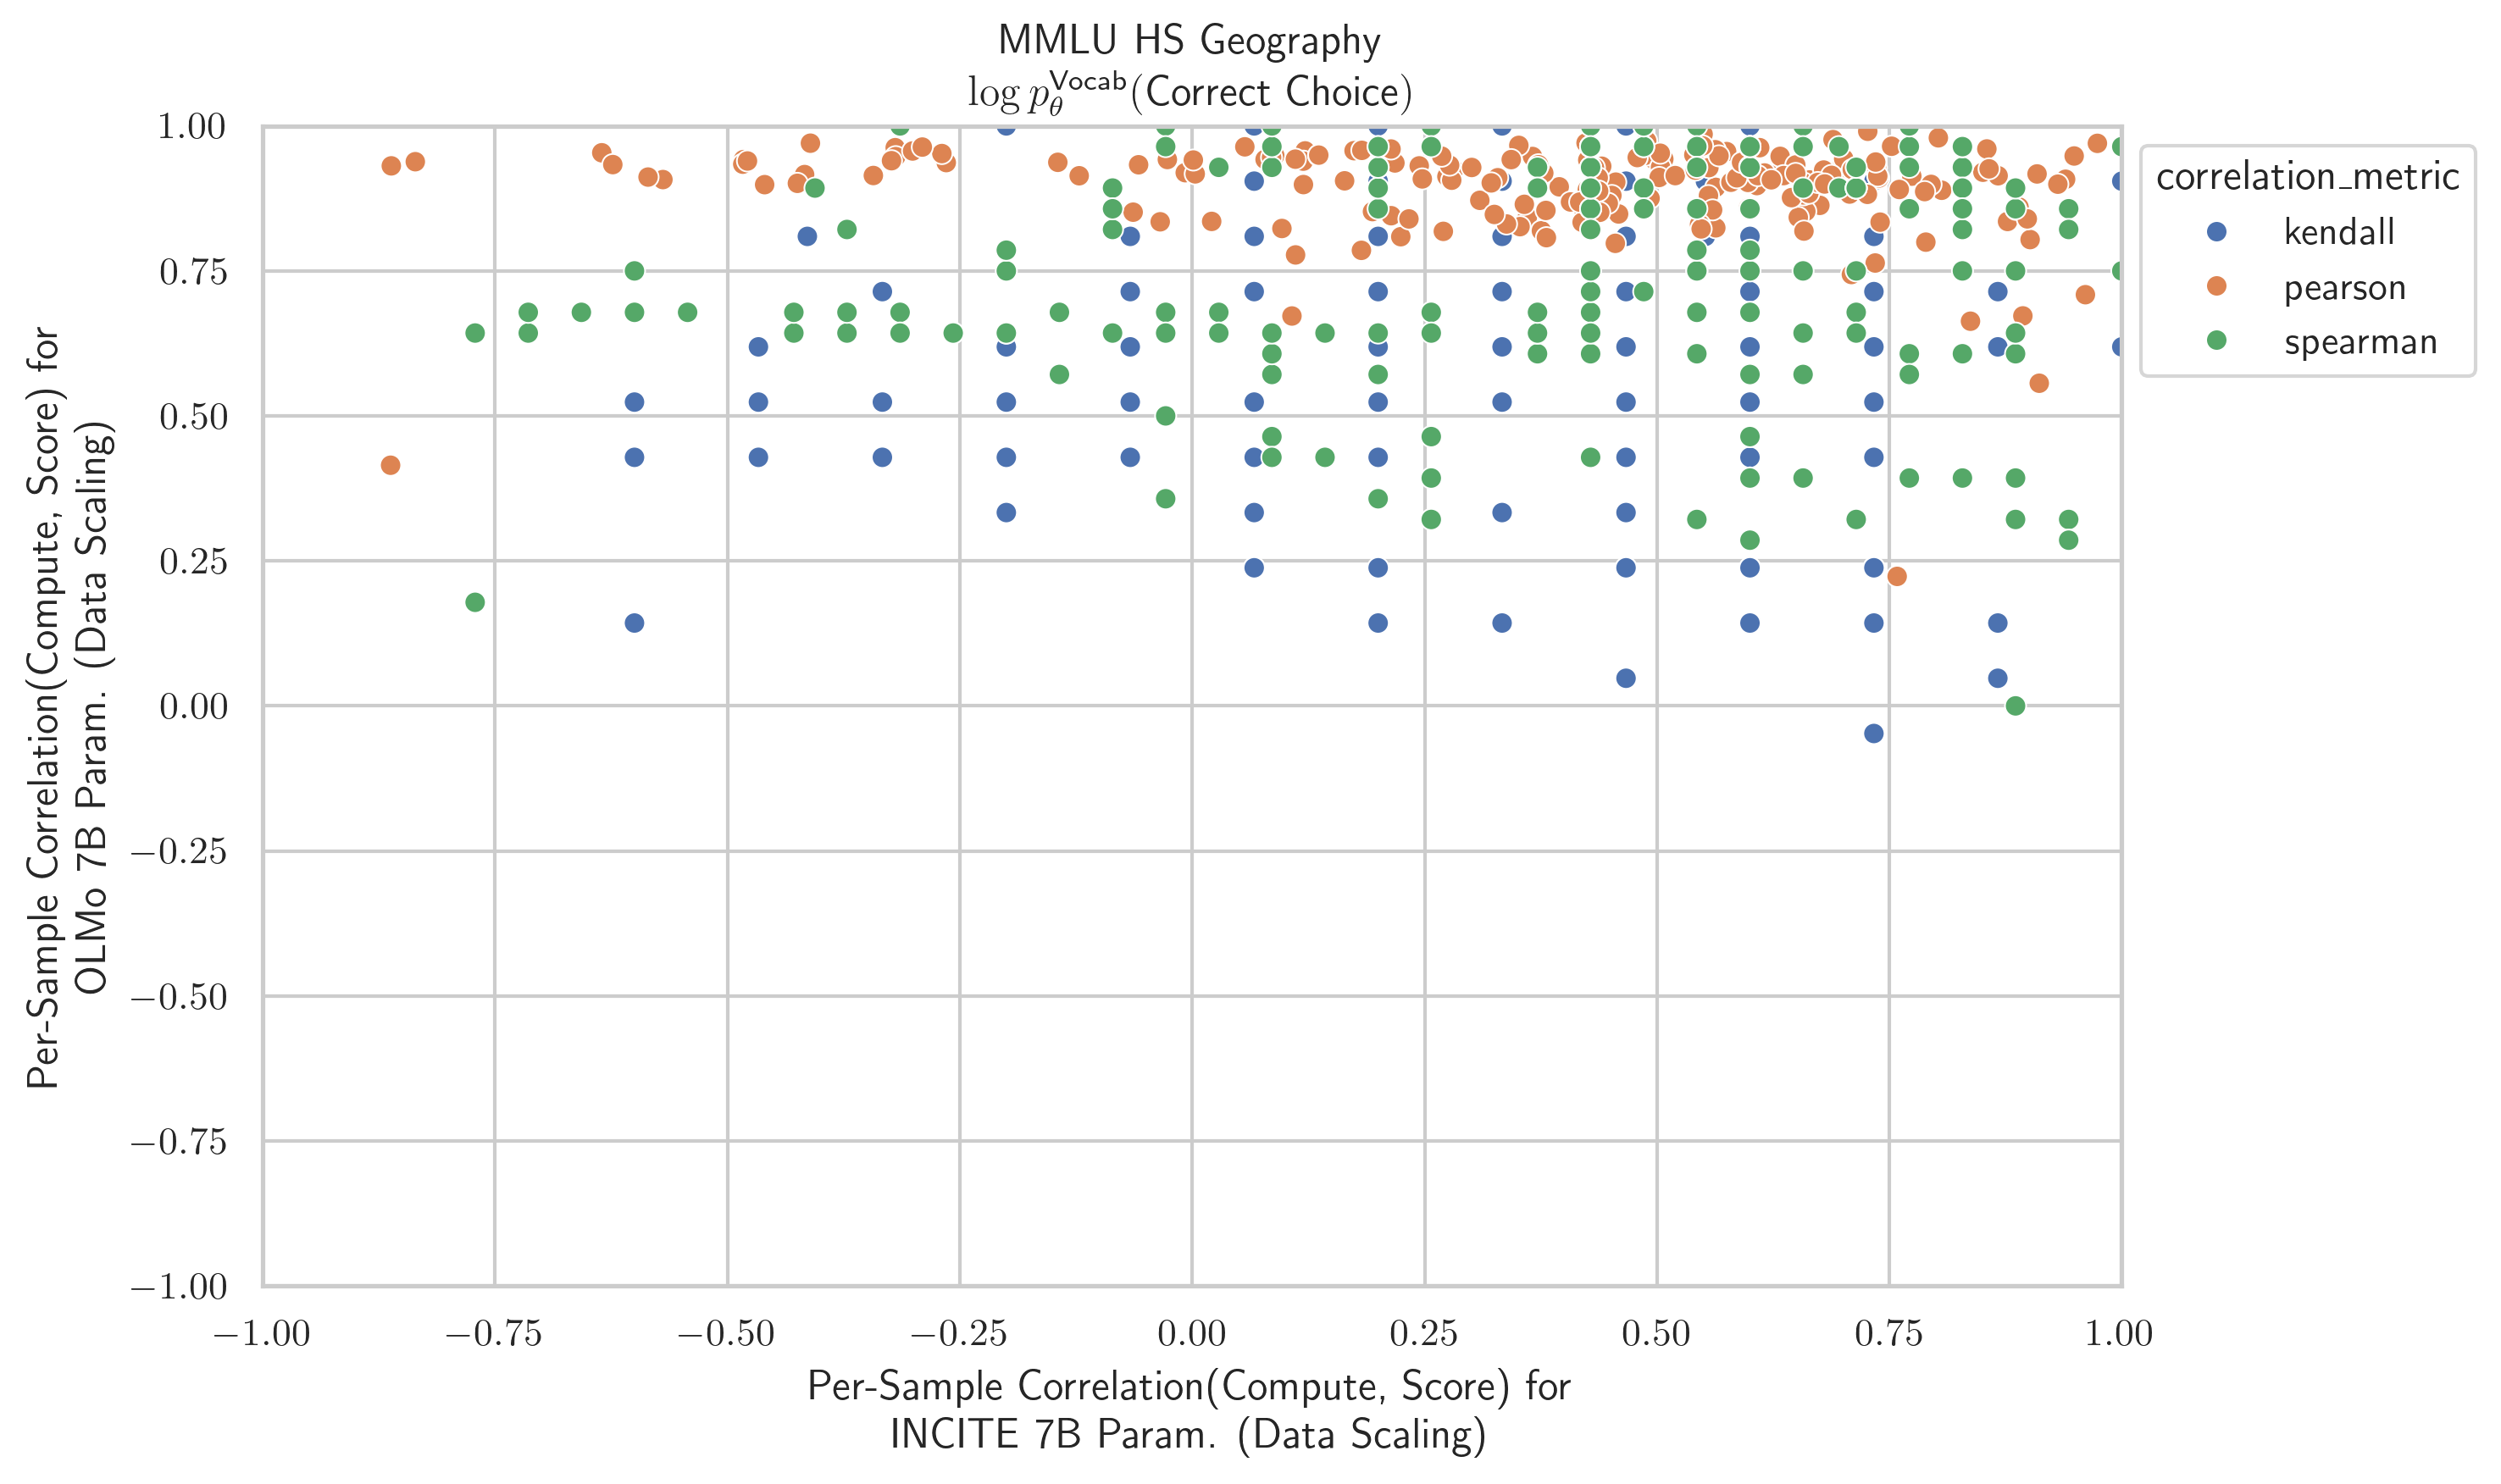 MMLU HS Geography
log p_θ^Vocab(Correct Choice)
Per-Sample Correlation(Compute, Score) for
OLMo 7B Param. (Data Scaling)
1.00
0.75
0.50
0.25
0.00
−0.25
−0.50
−0.75
−1.00
−1.00 −0.75 −0.50 −0.25 0.00 0.25 0.50 0.75 1.00
Per-Sample Correlation(Compute, Score) for
INCITE 7B Param. (Data Scaling)
correlation_metric
kendall
pearson
spearman